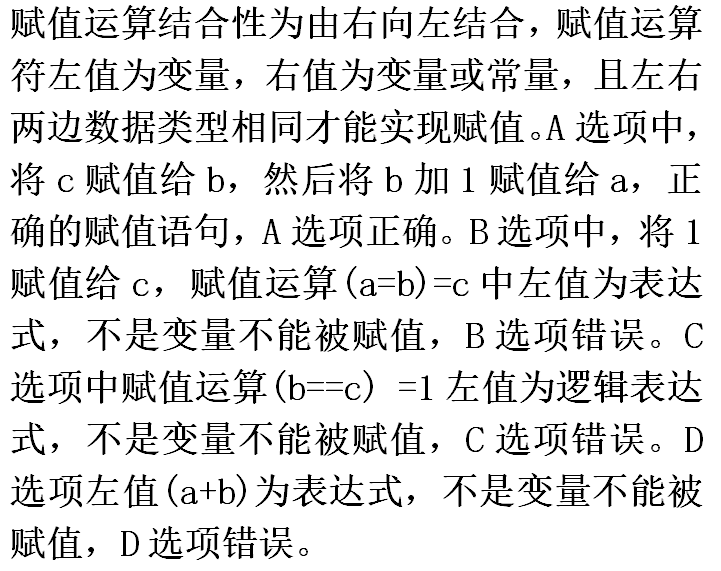 赋值运算结合性为由右向左结合，赋值运算
符左值为变量，右值为变量或常量，且左右
两边数据类型相同才能实现赋值。A 选项中，
将 c 赋值给 b，然后将 b 加 1 赋值给 a，正
确的赋值语句，A 选项正确。B 选项中，将 1
赋值给 c，赋值运算(a=b)=c 中左值为表达
式，不是变量不能被赋值，B 选项错误。C
选项中赋值运算(b==c) =1 左值为逻辑表达
式，不是变量不能被赋值，C 选项错误。D
选项左值(a+b)为表达式，不是变量不能被
赋值，D 选项错误。